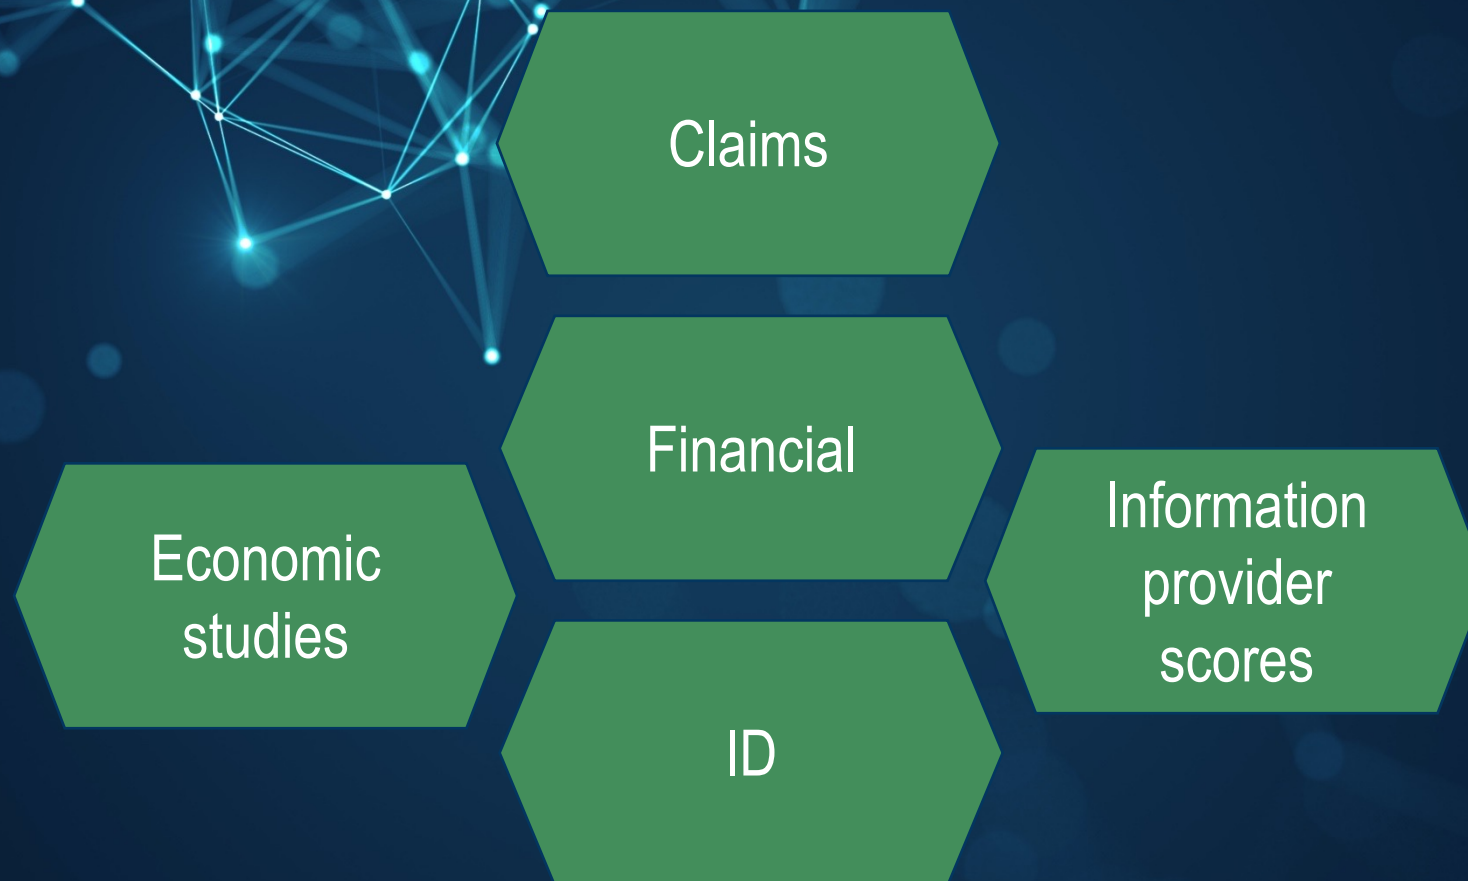 Claims
Financial
Economic
studies
Information
provider
scores
ID